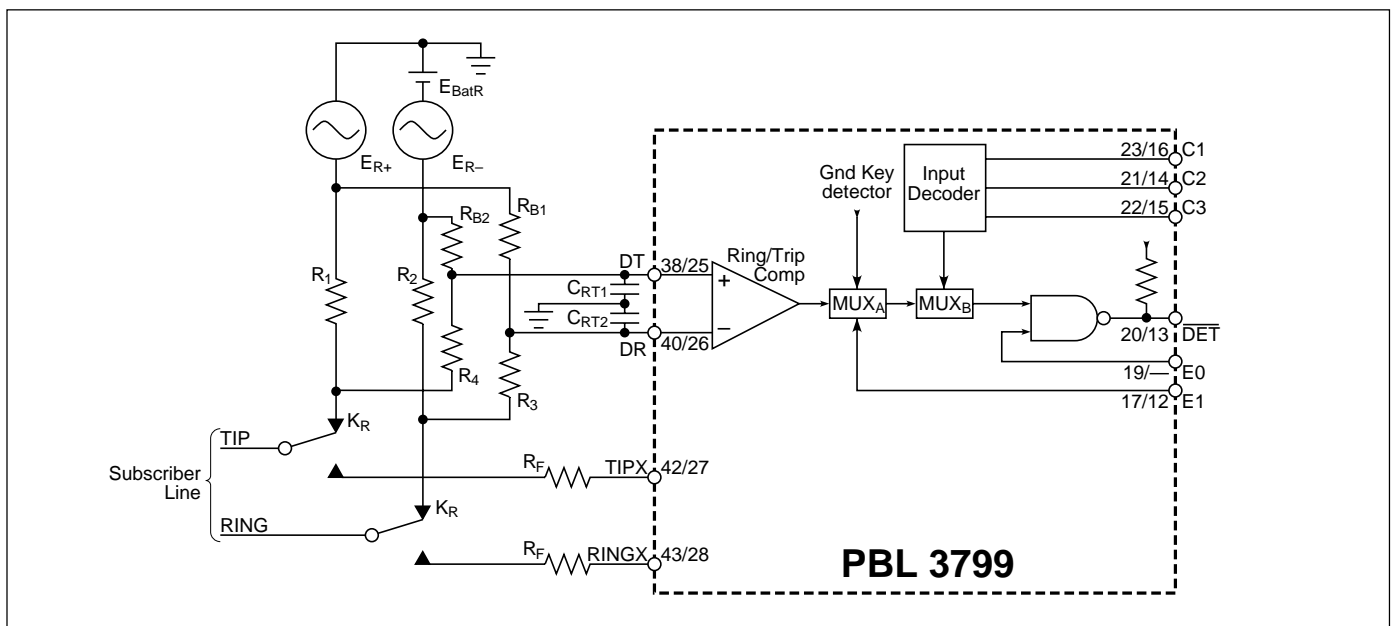 E_BatR
E_R+
E_R–
R_B2
R_B1
R_1
R_2
R_4
R_3
DT
C_RT1
C_RT2
DR
38/25
40/26
Ring/Trip
Comp
+
–
Gnd Key
detector
Input
Decoder
MUX_A
MUX_B
23/16 C1
21/14 C2
22/15 C3
20/13 DET
19/— E0
17/12 E1
K_R
TIP
Subscriber
Line
RING
K_R
R_F TIPX 42/27
R_F RINGX 43/28
PBL 3799